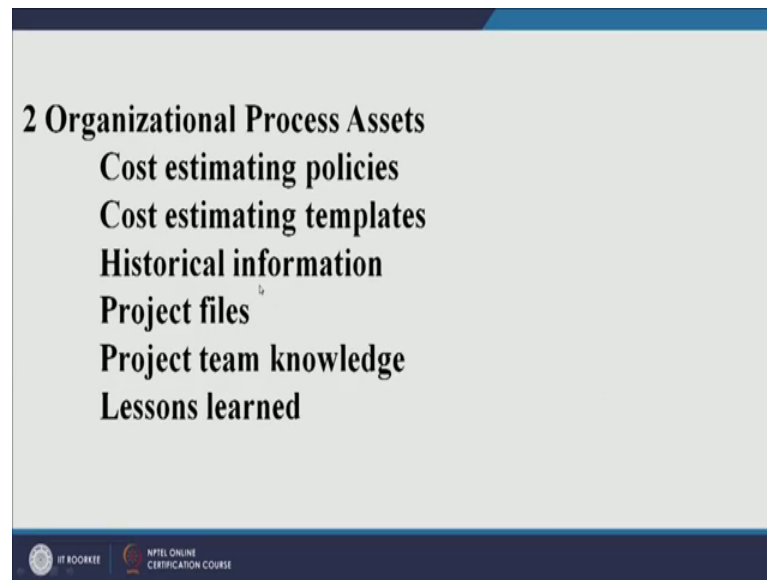 2 Organizational Process Assets
Cost estimating policies
Cost estimating templates
Historical information
Project files
Project team knowledge
Lessons learned
IIT ROORKEE
NPTEL ONLINE
CERTIFICATION COURSE